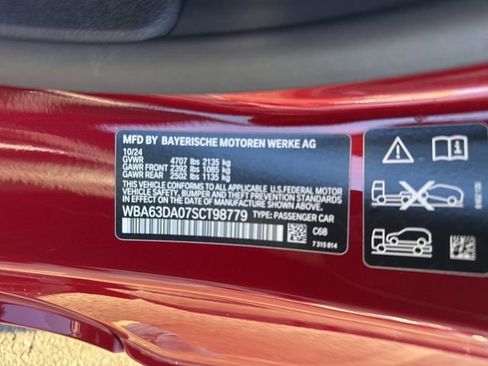 MFD BY BAYERISCHE MOTOREN WERKE AG
10/24
GVWR 4707 lbs 2135 kg
GAWR FRONT 2392 lbs 1085 kg
GAWR REAR 2502 lbs 1135 kg
THIS VEHICLE CONFORMS TO ALL APPLICABLE U.S.FEDERAL MOTOR
VEHICLE SAFETY, BUMPER AND THEFT PREVENTION STANDARDS IN EFFECT
ON THE DATE OF MANUFACTURE SHOWN ABOVE.
WBA63DA07SCT98779 TYPE: PASSENGER CAR
C68
7 315 814